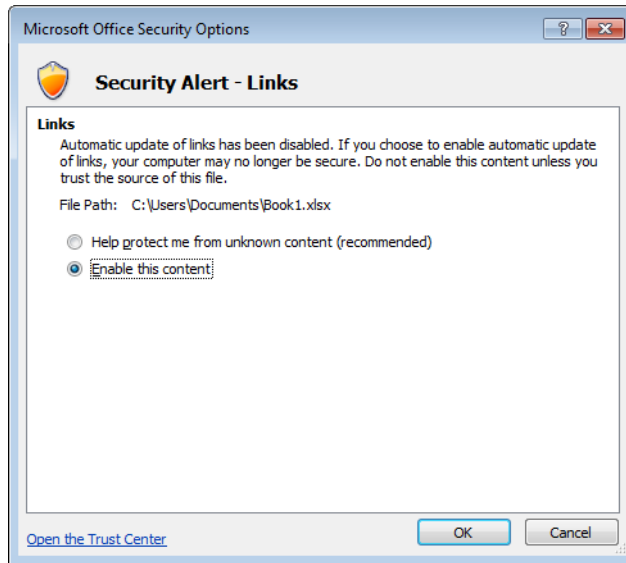 Microsoft Office Security Options
?
Security Alert - Links
Links
Automatic update of links has been disabled. If you choose to enable automatic update
of links, your computer may no longer be secure. Do not enable this content unless you
trust the source of this file.
File Path: C:\Users\Documents\Book1.xlsx
Help protect me from unknown content (recommended)
Enable this content
Open the Trust Center
OK
Cancel